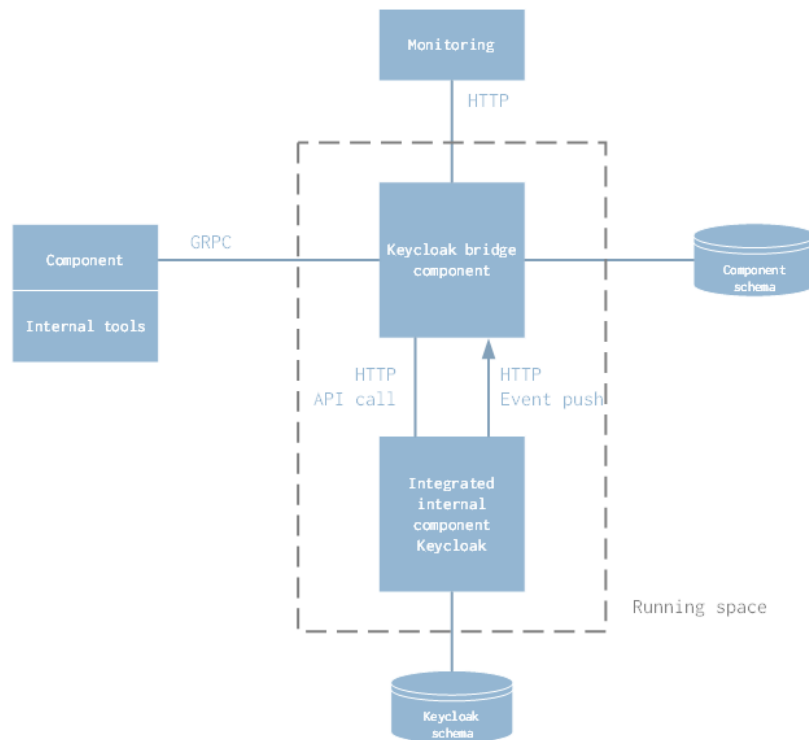 Monitoring
HTTP
GRPC
Component
Internal tools
Keycloak bridge
component
Component
schema
HTTP
API call
HTTP
Event push
Integrated
internal
component
Keycloak
Running space
Keycloak
schema